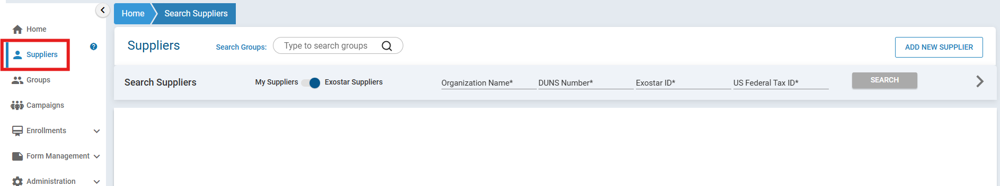 Home
Suppliers
?
Groups
Campaigns
Enrollments
Form Management
Administration
Home Search Suppliers
Suppliers Search Groups: Type to search groups ADD NEW SUPPLIER
Search Suppliers My Suppliers Exostar Suppliers Organization Name* DUNS Number* Exostar ID* US Federal Tax ID* SEARCH